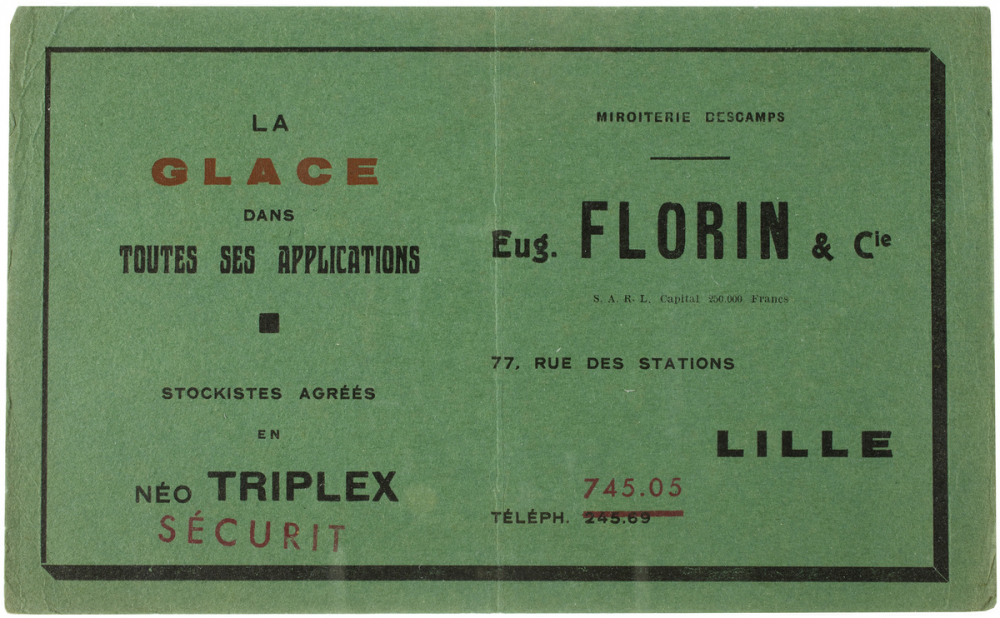 LA
GLACE
DANS
TOUTES SES APPLICATIONS
STOCKISTES AGRÉÉS
EN
NÉO TRIPLEX
SÉCURIT
MIROITERIE DESCAMPS
Eug. FLORIN & Cie
S. A R. L. Capital 250.000 Francs
77, RUE DES STATIONS
LILLE
745.05
TÉLÉPH. 245.69